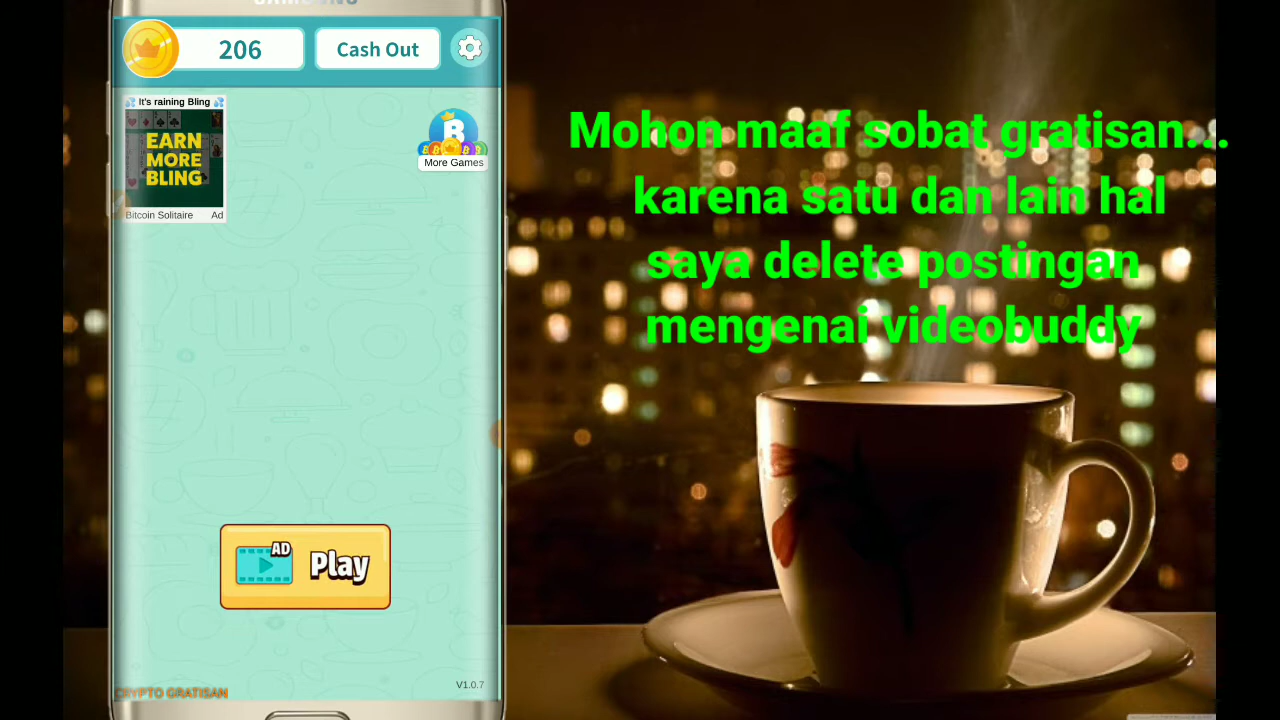 SAMSUNG
206
Cash Out
It's raining Bling
EARN
MORE
BLING
Bitcoin Solitaire Ad
B
More Games
Mohon maaf sobat gratisan...
karena satu dan lain hal
saya delete postingan
mengenai videobuddy
AD
Play
V1.0.7
CRYPTO GRATISAN